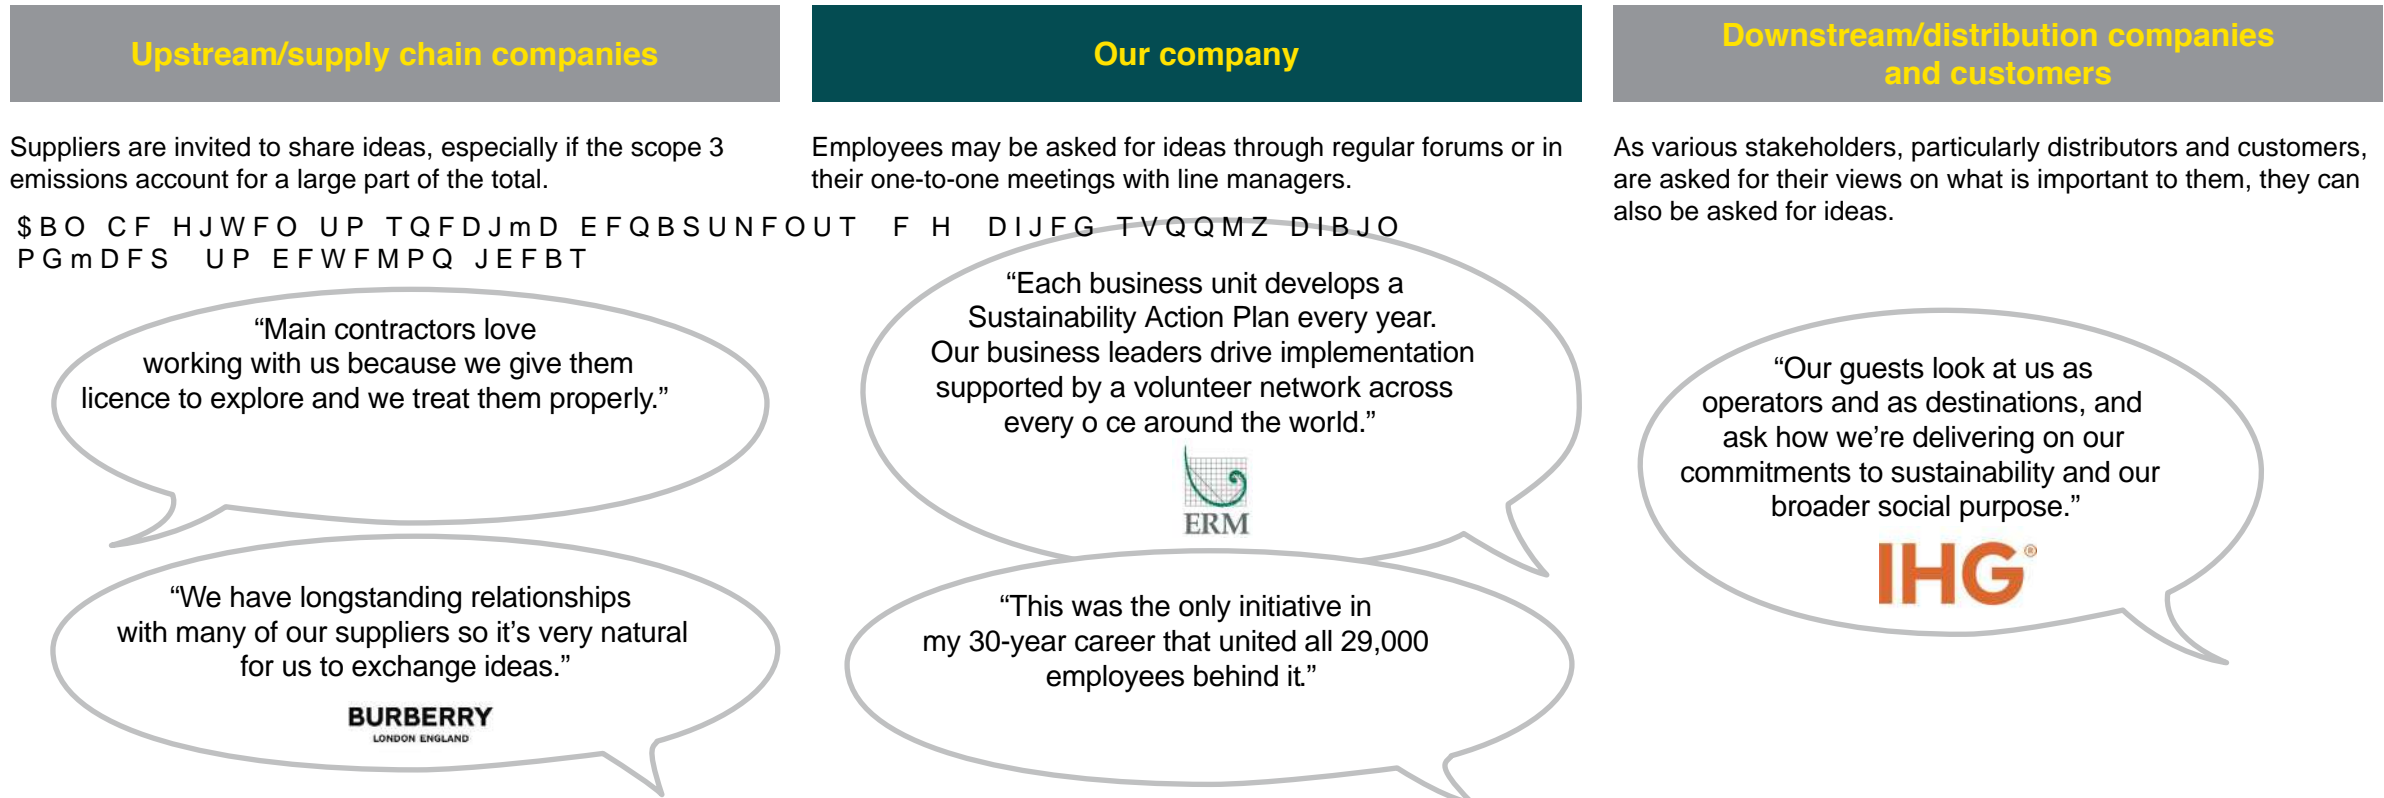 Upstream/supply chain companies
Suppliers are invited to share ideas, especially if the scope 3
emissions account for a large part of the total.
$BO CF HJWFO UP TQFDJmD EFQBSUNFOUT F H DIJFG TVQQMZ DIBJO
PGmDFS UP EFWFMPQ JEFBT
“Main contractors love
working with us because we give them
licence to explore and we treat them properly.”
“We have longstanding relationships
with many of our suppliers so it’s very natural
for us to exchange ideas.”
BURBERRY
LONDON ENGLAND
Our company
Employees may be asked for ideas through regular forums or in
their one-to-one meetings with line managers.
“Each business unit develops a
Sustainability Action Plan every year.
Our business leaders drive implementation
supported by a volunteer network across
every o ce around the world.”
ERM
“This was the only initiative in
my 30-year career that united all 29,000
employees behind it.”
Downstream/distribution companies
and customers
As various stakeholders, particularly distributors and customers,
are asked for their views on what is important to them, they can
also be asked for ideas.
“Our guests look at us as
operators and as destinations, and
ask how we’re delivering on our
commitments to sustainability and our
broader social purpose.”
IHG®